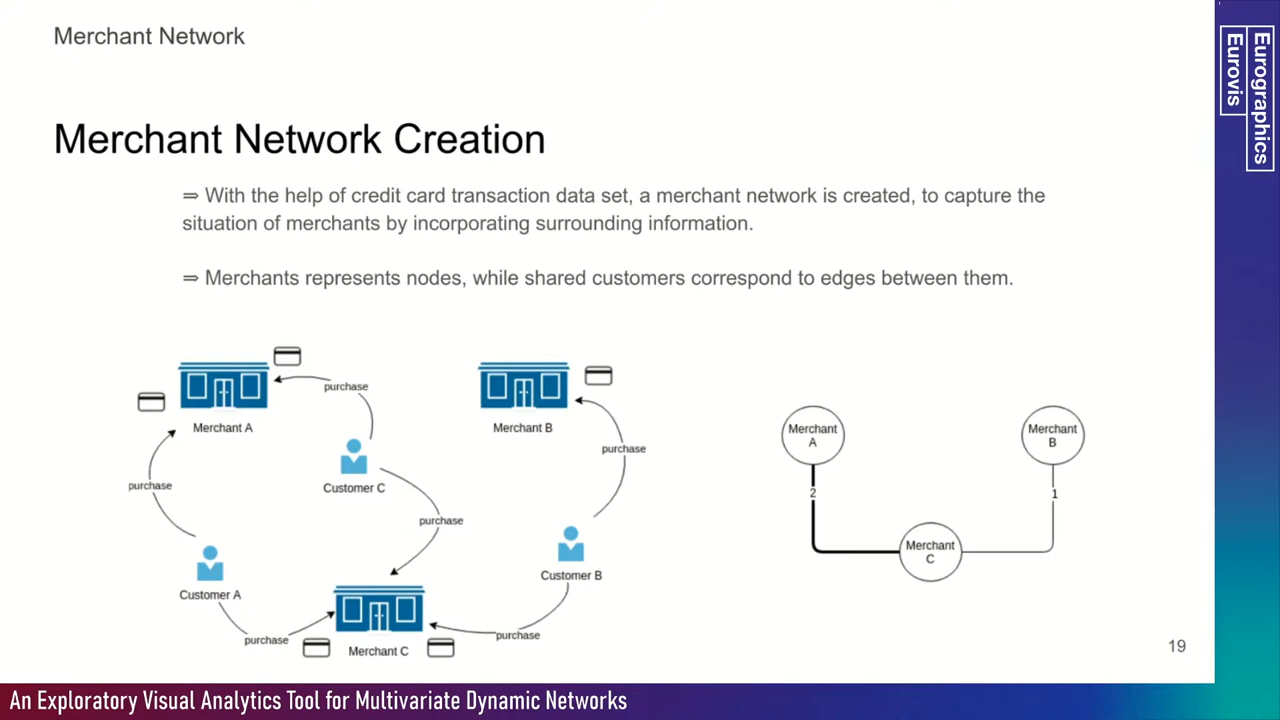 Merchant Network
Merchant Network Creation
⇒ With the help of credit card transaction data set, a merchant network is created, to capture the
situation of merchants by incorporating surrounding information.
⇒ Merchants represents nodes, while shared customers correspond to edges between them.
purchase
Merchant A
Merchant B
purchase
Customer C
purchase
purchase
Customer A
Customer B
purchase
purchase
Merchant C
Merchant
A
Merchant
B
2
1
Merchant
C
19
Eurovis
Eurographics
An Exploratory Visual Analytics Tool for Multivariate Dynamic Networks